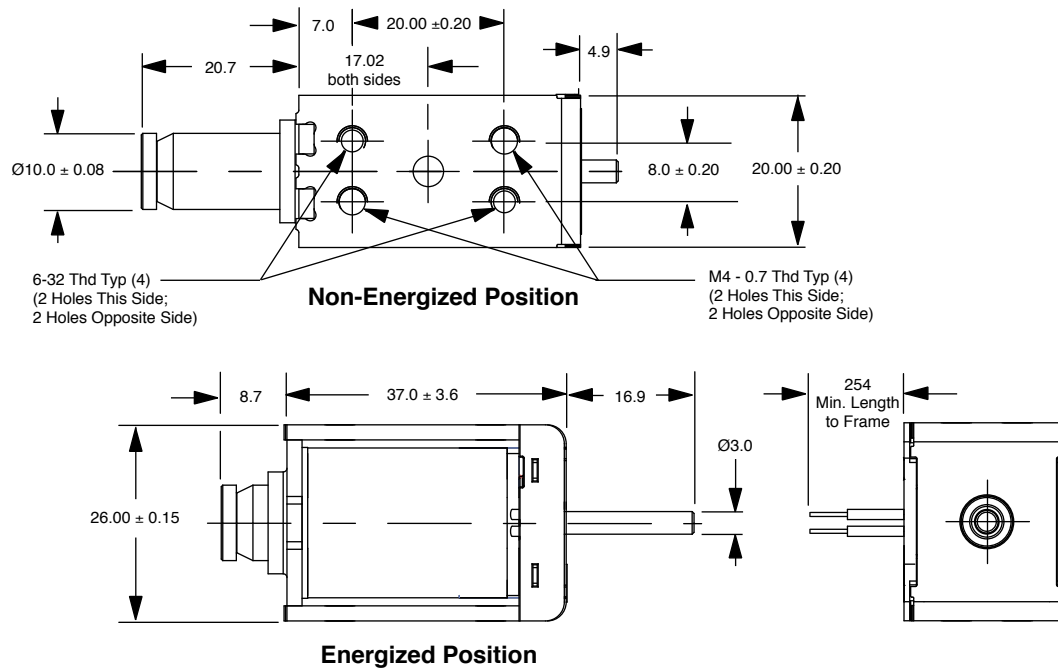 7.0
20.00 ±0.20
4.9
20.7
17.02
both sides
Ø10.0 ± 0.08
8.0 ± 0.20
20.00 ± 0.20
6-32 Thd Typ (4)
(2 Holes This Side;
2 Holes Opposite Side)
Non-Energized Position
M4 - 0.7 Thd Typ (4)
(2 Holes This Side;
2 Holes Opposite Side)
8.7
37.0 ± 3.6
16.9
254
Min. Length
to Frame
Ø3.0
26.00 ± 0.15
Energized Position